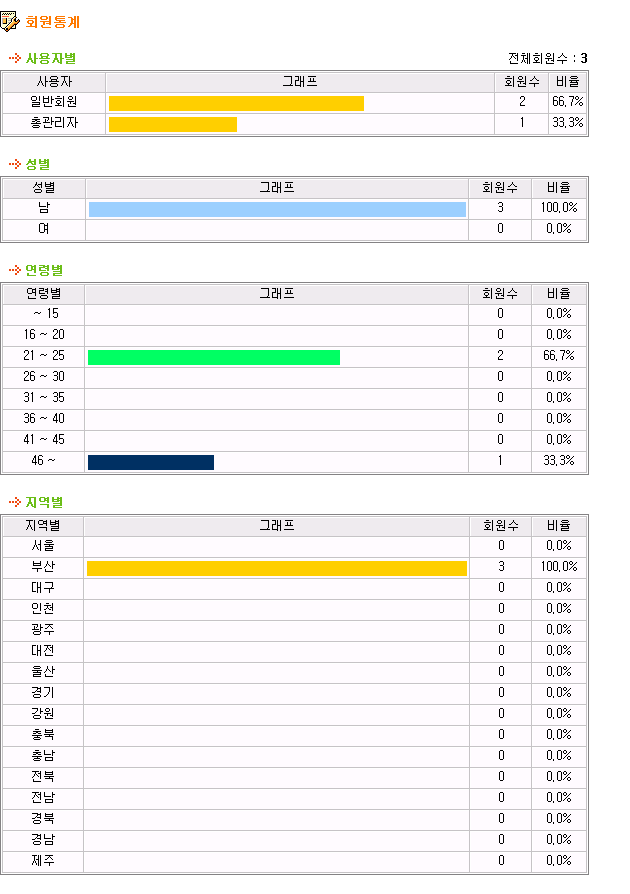 회원통계
사용자별 전체회원수 : 3
사용자 그래프 회원수 비율
일반회원 2 66.7%
총관리자 1 33.3%
성별
성별 그래프 회원수 비율
남 3 100.0%
여 0 0.0%
연령별
연령별 그래프 회원수 비율
~ 15 0 0.0%
16 ~ 20 0 0.0%
21 ~ 25 2 66.7%
26 ~ 30 0 0.0%
31 ~ 35 0 0.0%
36 ~ 40 0 0.0%
41 ~ 45 0 0.0%
46 ~ 1 33.3%
지역별
지역별 그래프 회원수 비율
서울 0 0.0%
부산 3 100.0%
대구 0 0.0%
인천 0 0.0%
광주 0 0.0%
대전 0 0.0%
울산 0 0.0%
경기 0 0.0%
강원 0 0.0%
충북 0 0.0%
충남 0 0.0%
전북 0 0.0%
전남 0 0.0%
경북 0 0.0%
경남 0 0.0%
제주 0 0.0%